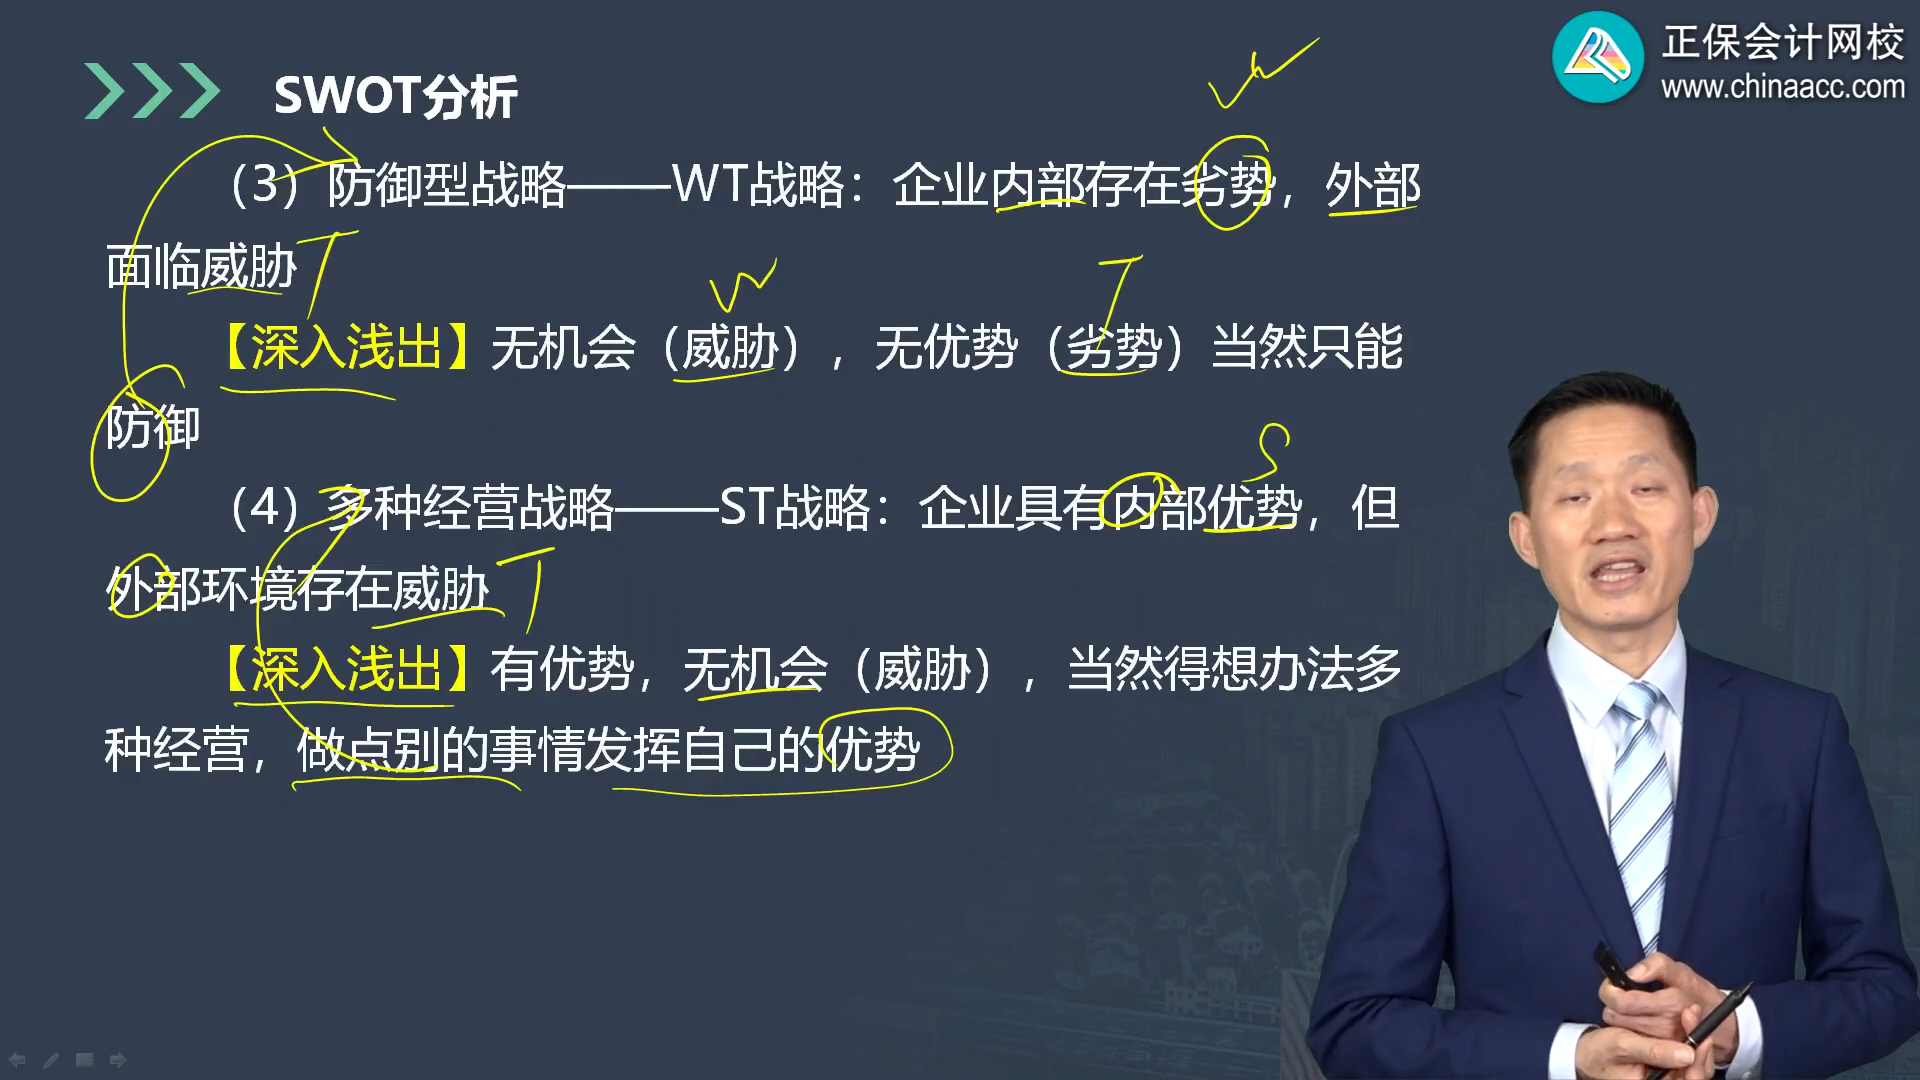 正保会计网校
www.chinaacc.com
SWOT分析
W
（3）防御型战略——WT战略：企业内部存在劣势，外部
面临威胁
T
W
T
【深入浅出】无机会（威胁），无优势（劣势）当然只能
防御
S
（4）多种经营战略——ST战略：企业具有内部优势，但
外部环境存在威胁
T
【深入浅出】有优势，无机会（威胁），当然得想办法多
种经营，做点别的事情发挥自己的优势